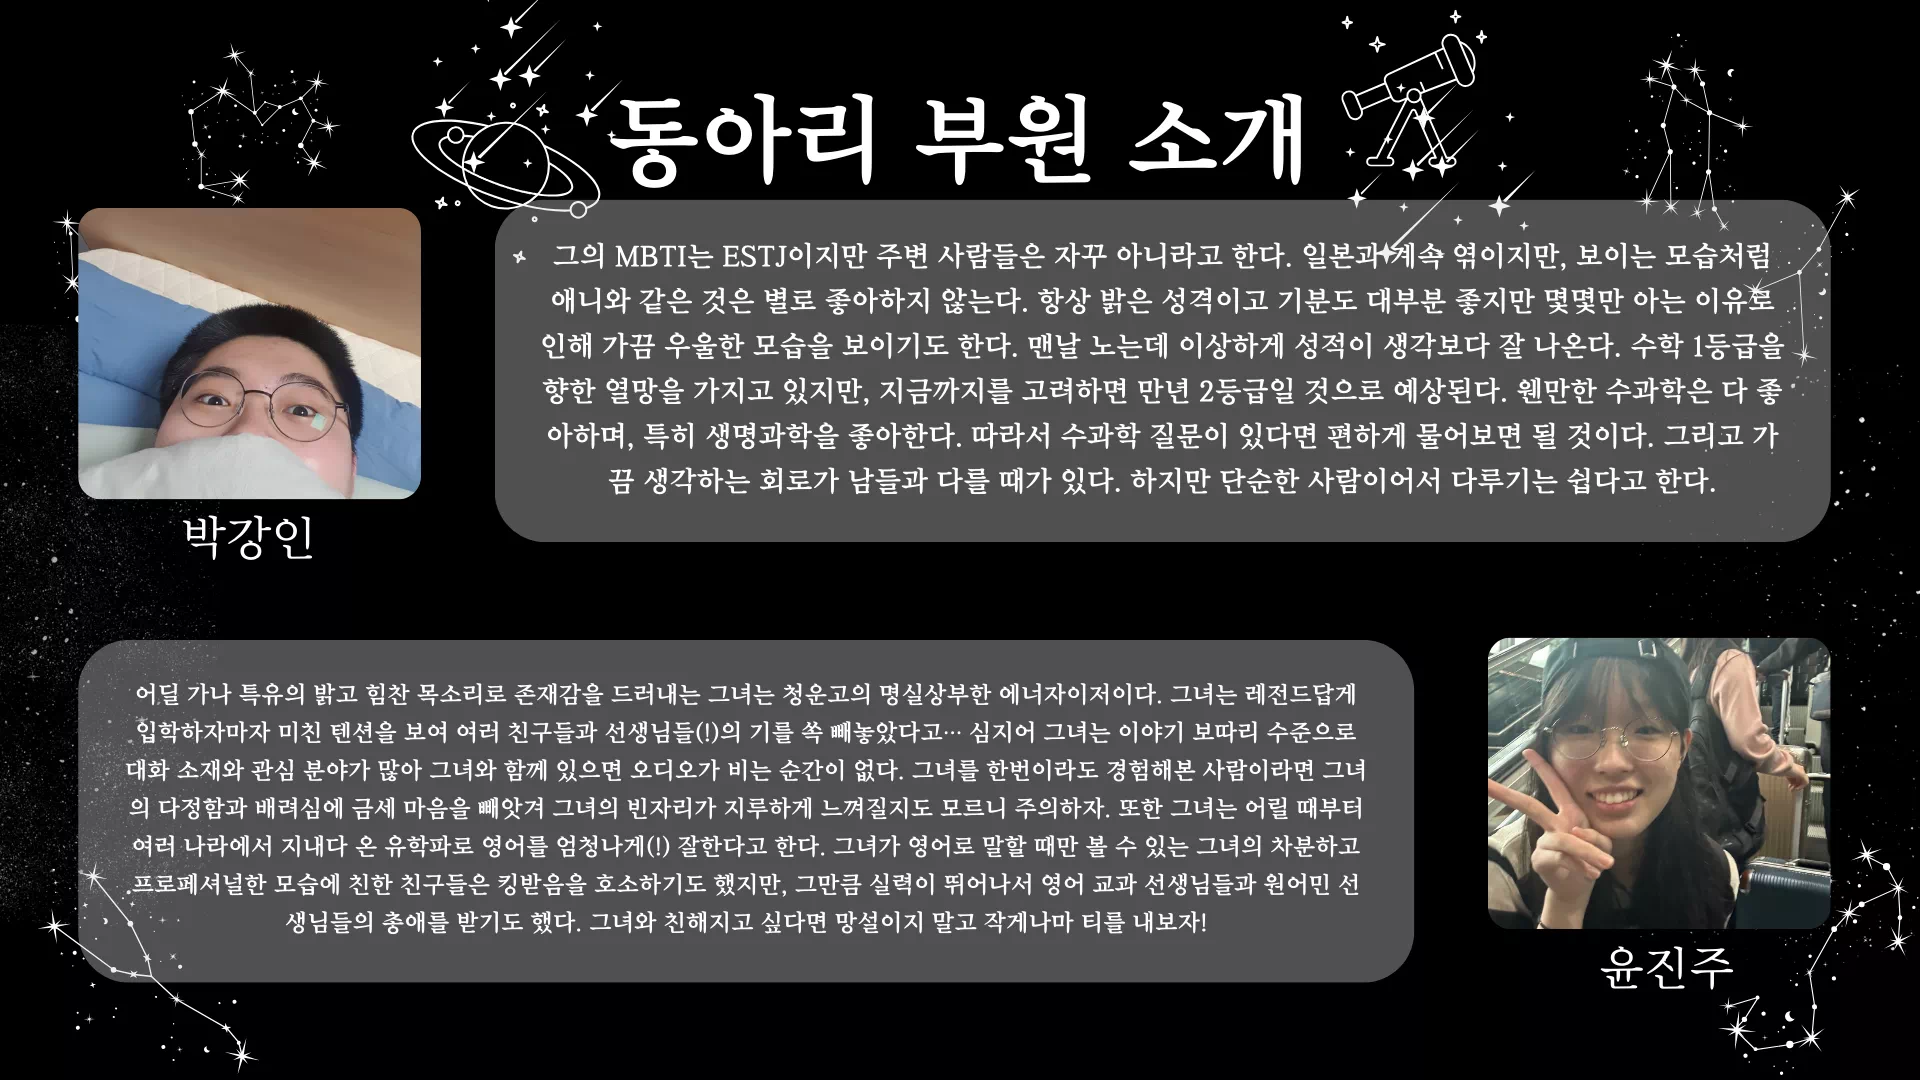 동아리 부원 소개
그의 MBTI는 ESTJ이지만 주변 사람들은 자꾸 아니라고 한다. 일본과 계속 엮이지만, 보이는 모습처럼
애니와 같은 것은 별로 좋아하지 않는다. 항상 밝은 성격이고 기분도 대부분 좋지만 몇몇만 아는 이유로
인해 가끔 우울한 모습을 보이기도 한다. 맨날 노는데 이상하게 성적이 생각보다 잘 나온다. 수학 1등급을
향한 열망을 가지고 있지만, 지금까지를 고려하면 만년 2등급일 것으로 예상된다. 웬만한 수과학은 다 좋
아하며, 특히 생명과학을 좋아한다. 따라서 수과학 질문이 있다면 편하게 물어보면 될 것이다. 그리고 가
끔 생각하는 회로가 남들과 다를 때가 있다. 하지만 단순한 사람이어서 다루기는 쉽다고 한다.
박강인
어딜 가나 특유의 밝고 힘찬 목소리로 존재감을 드러내는 그녀는 청운고의 명실상부한 에너자이저이다. 그녀는 레전드답게
입학하자마자 미친 텐션을 보여 여러 친구들과 선생님들(!)의 기를 쏙 빼놓았다고… 심지어 그녀는 이야기 보따리 수준으로
대화 소재와 관심 분야가 많아 그녀와 함께 있으면 오디오가 비는 순간이 없다. 그녀를 한번이라도 경험해본 사람이라면 그녀
의 다정함과 배려심에 금세 마음을 빼앗겨 그녀의 빈자리가 지루하게 느껴질지도 모르니 주의하자. 또한 그녀는 어릴 때부터
여러 나라에서 지내다 온 유학파로 영어를 엄청나게(!) 잘한다고 한다. 그녀가 영어로 말할 때만 볼 수 있는 그녀의 차분하고
프로페셔널한 모습에 친한 친구들은 킹받음을 호소하기도 했지만, 그만큼 실력이 뛰어나서 영어 교과 선생님들과 원어민 선
생님들의 총애를 받기도 했다. 그녀와 친해지고 싶다면 망설이지 말고 작게나마 티를 내보자!
윤진주